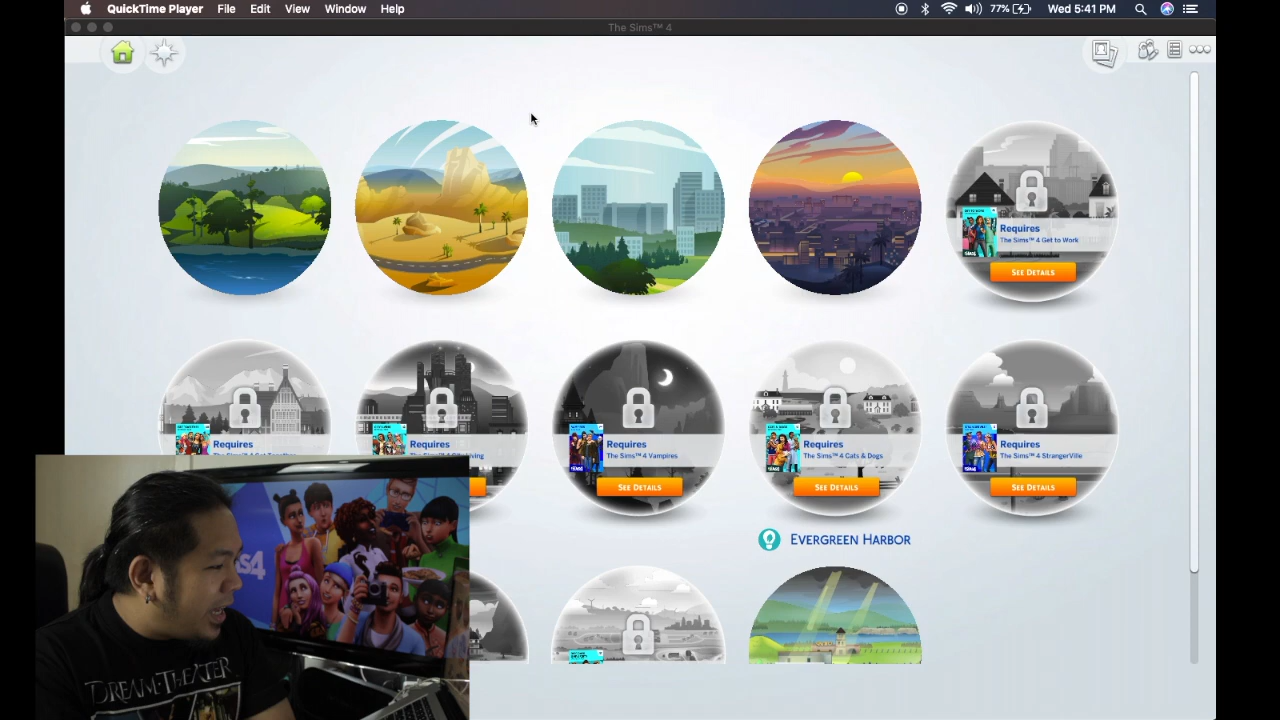 QuickTime Player File Edit View Window Help 77% Wed 5:41 PM
The Sims™ 4
Requires
The Sims™ 4 Get to Work
SEE DETAILS
Requires
Requires
Requires
The Sims™ 4 Vampires
SEE DETAILS
Requires
The Sims™ 4 Cats & Dogs
SEE DETAILS
Requires
The Sims™ 4 StrangerVille
SEE DETAILS
EVERGREEN HARBOR
DREAM THEATER